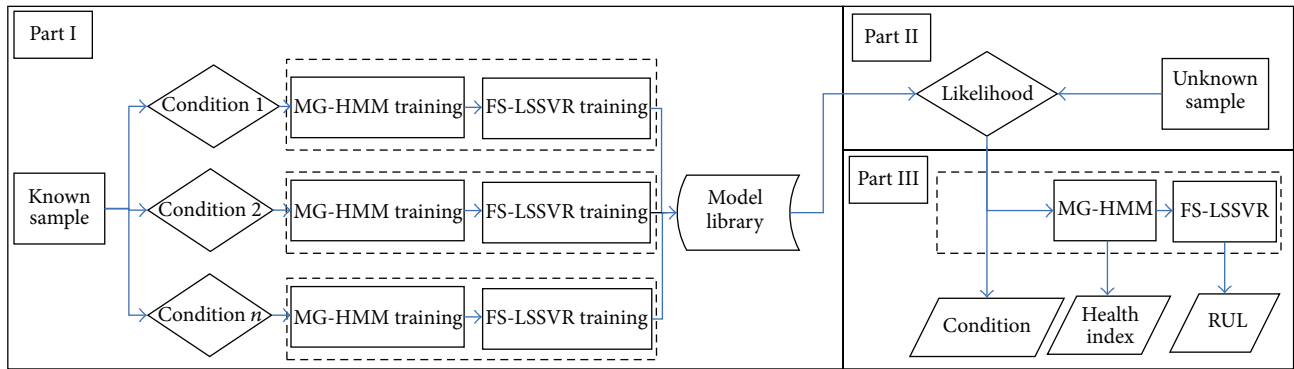 Part I
Known
sample
Condition 1
MG-HMM training
FS-LSSVR training
Condition 2
MG-HMM training
FS-LSSVR training
Condition n
MG-HMM training
FS-LSSVR training
Model
library
Part II
Likelihood
Unknown
sample
Part III
MG-HMM
FS-LSSVR
Condition
Health
index
RUL